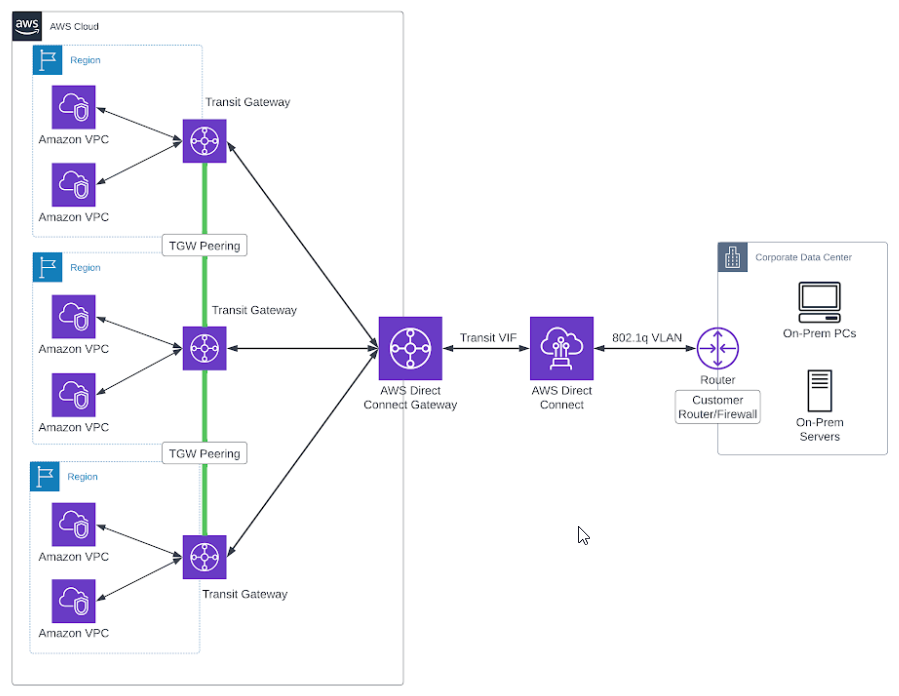 aws
AWS Cloud
Region
Transit Gateway
Amazon VPC
Amazon VPC
TGW Peering
Region
Transit Gateway
Amazon VPC
Amazon VPC
TGW Peering
Region
Amazon VPC
Amazon VPC
Transit Gateway
AWS Direct
Connect Gateway
Transit VIF
AWS Direct
Connect
802.1q VLAN
Router
Customer
Router/Firewall
Corporate Data Center
On-Prem PCs
On-Prem
Servers